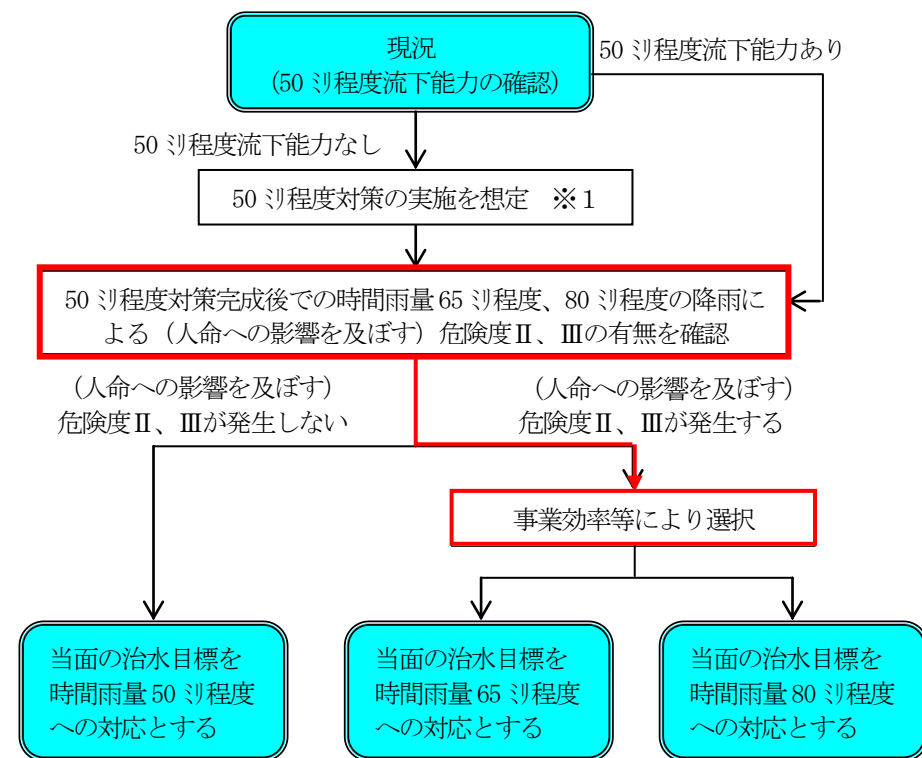 現況
(50ミリ程度流下能力の確認)
50ミリ程度流下能力あり
50ミリ程度流下能力なし
50ミリ程度対策の実施を想定　※1
50ミリ程度対策完成後での時間雨量65ミリ程度、80ミリ程度の降雨に
よる（人命への影響を及ぼす）危険度Ⅱ、Ⅲの有無を確認
（人命への影響を及ぼす）
危険度Ⅱ、Ⅲが発生しない
（人命への影響を及ぼす）
危険度Ⅱ、Ⅲが発生する
事業効率等により選択
当面の治水目標を
時間雨量50ミリ程度
への対応とする
当面の治水目標を
時間雨量65ミリ程度
への対応とする
当面の治水目標を
時間雨量80ミリ程度
への対応とする